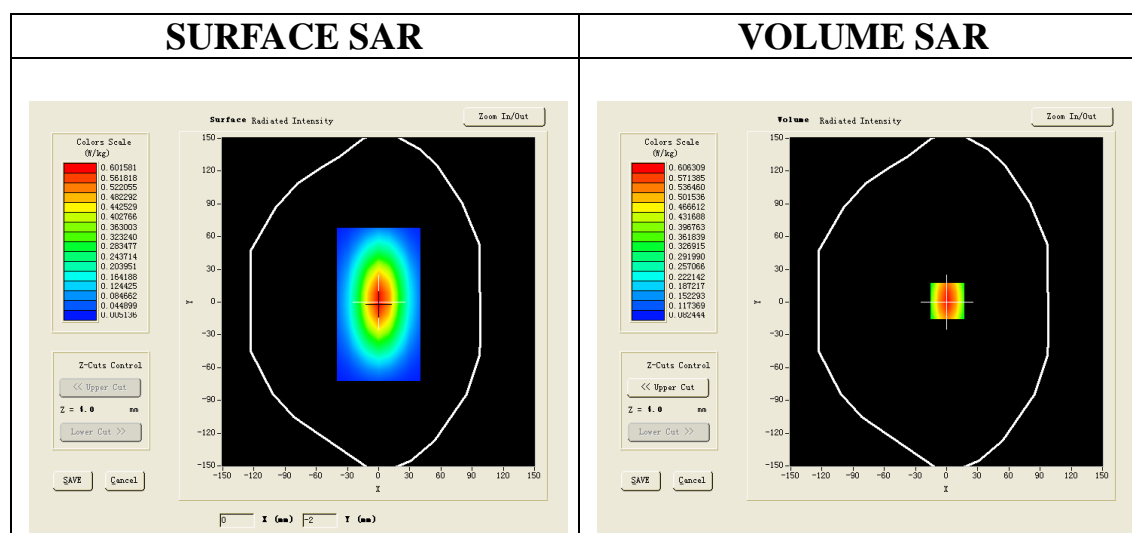 SURFACE SAR
VOLUME SAR
Surface Radiated Intensity
Zoom In/Out
Colors Scale
(W/kg)
0.601581
0.561818
0.522055
0.482292
0.442529
0.402766
0.363003
0.323240
0.283477
0.243714
0.203951
0.164188
0.124425
0.084662
0.044899
0.005136
150
120
90
60
30
0
-30
-60
-90
-120
-150
Y
-150 -120 -90 -60 -30 0 30 60 90 120 150
X
Z-Cuts Control
<< Upper Cut
Z = 4.0 mm
Lower Cut >>
SAVE
Cancel
0 X (mm) -2 Y (mm)
Volume Radiated Intensity
Zoom In/Out
Colors Scale
(W/kg)
0.606309
0.571385
0.536460
0.501536
0.466612
0.431688
0.396763
0.361839
0.326915
0.291990
0.257066
0.222142
0.187217
0.152293
0.117369
0.082444
150
120
90
60
30
0
-30
-60
-90
-120
-150
Y
-150 -120 -90 -60 -30 0 30 60 90 120 150
X
Z-Cuts Control
<< Upper Cut
Z = 4.0 mm
Lower Cut >>
SAVE
Cancel